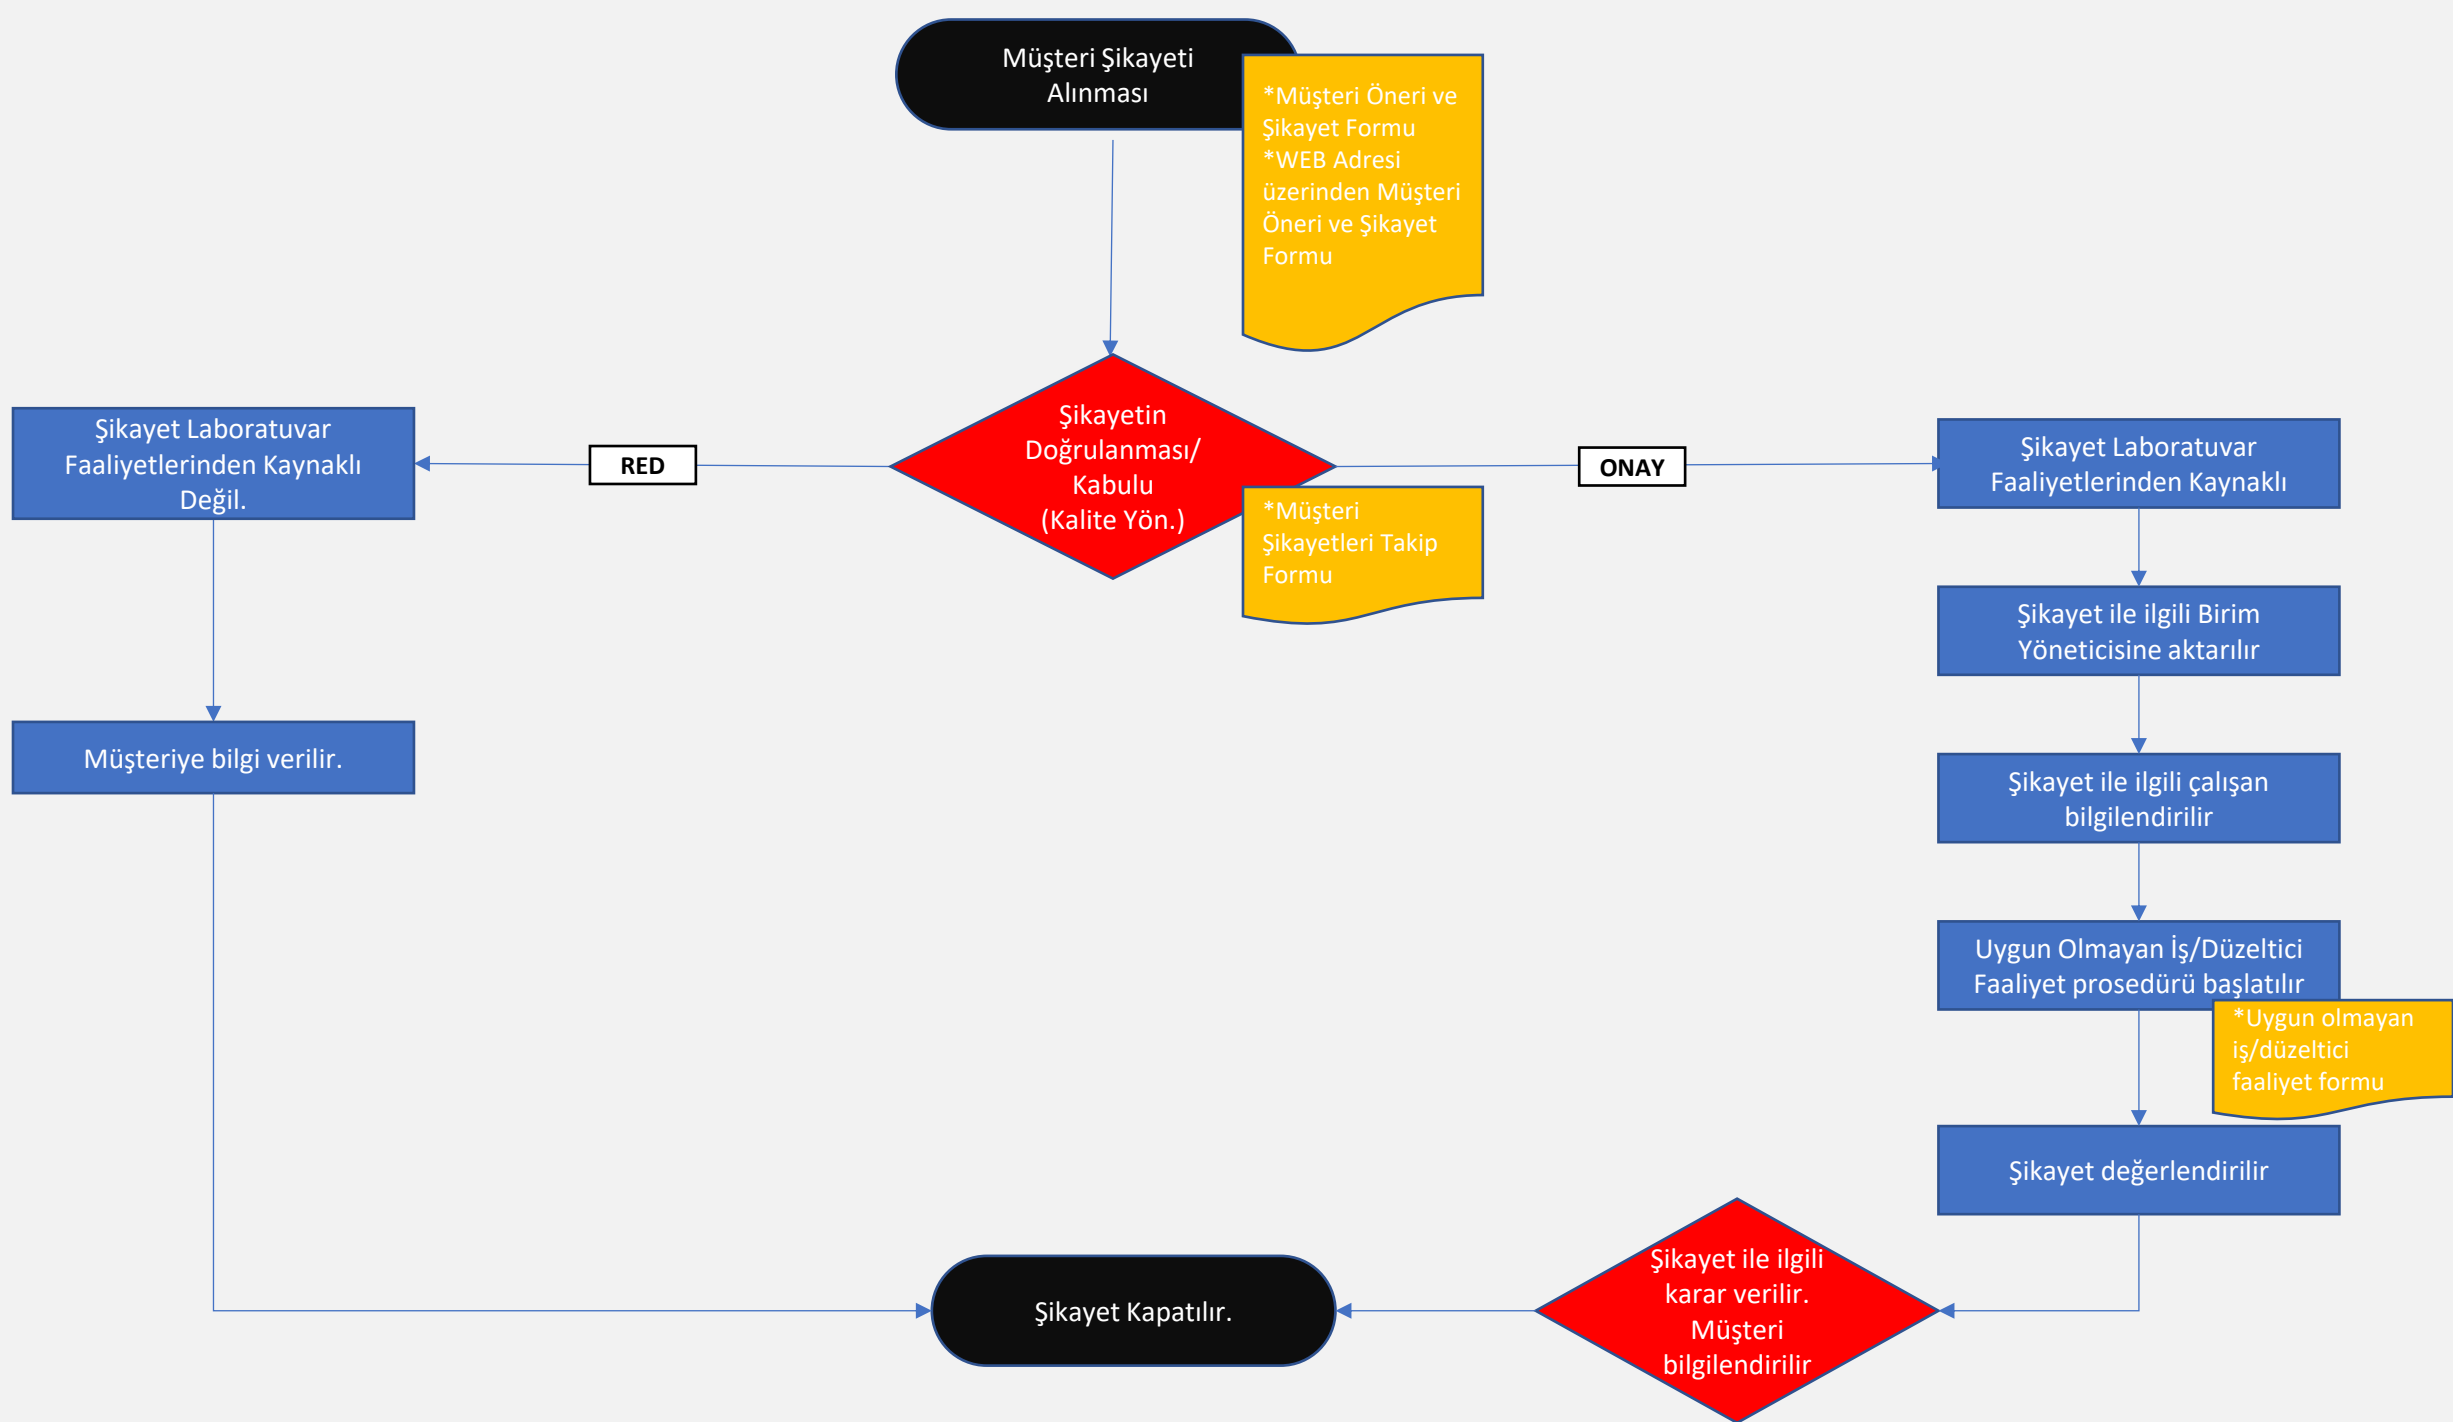 Müşteri Şikayeti
Alınması
*Müşteri Öneri ve
Şikayet Formu
*WEB Adresi
üzerinden Müşteri
Öneri ve Şikayet
Formu
Şikayet Laboratuvar
Faaliyetlerinden Kaynaklı
Değil.
RED
Şikayetin
Doğrulanması/
Kabulu
(Kalite Yön.)
*Müşteri
Şikayetleri Takip
Formu
ONAY
Şikayet Laboratuvar
Faaliyetlerinden Kaynaklı
Şikayet ile ilgili Birim
Yöneticisine aktarılır
Müşteriye bilgi verilir.
Şikayet ile ilgili çalışan
bilgilendirilir
Uygun Olmayan İş/Düzeltici
Faaliyet prosedürü başlatılır
*Uygun olmayan
iş/düzeltici
faaliyet formu
Şikayet değerlendirilir
Şikayet ile ilgili
karar verilir.
Müşteri
bilgilendirilir
Şikayet Kapatılır.